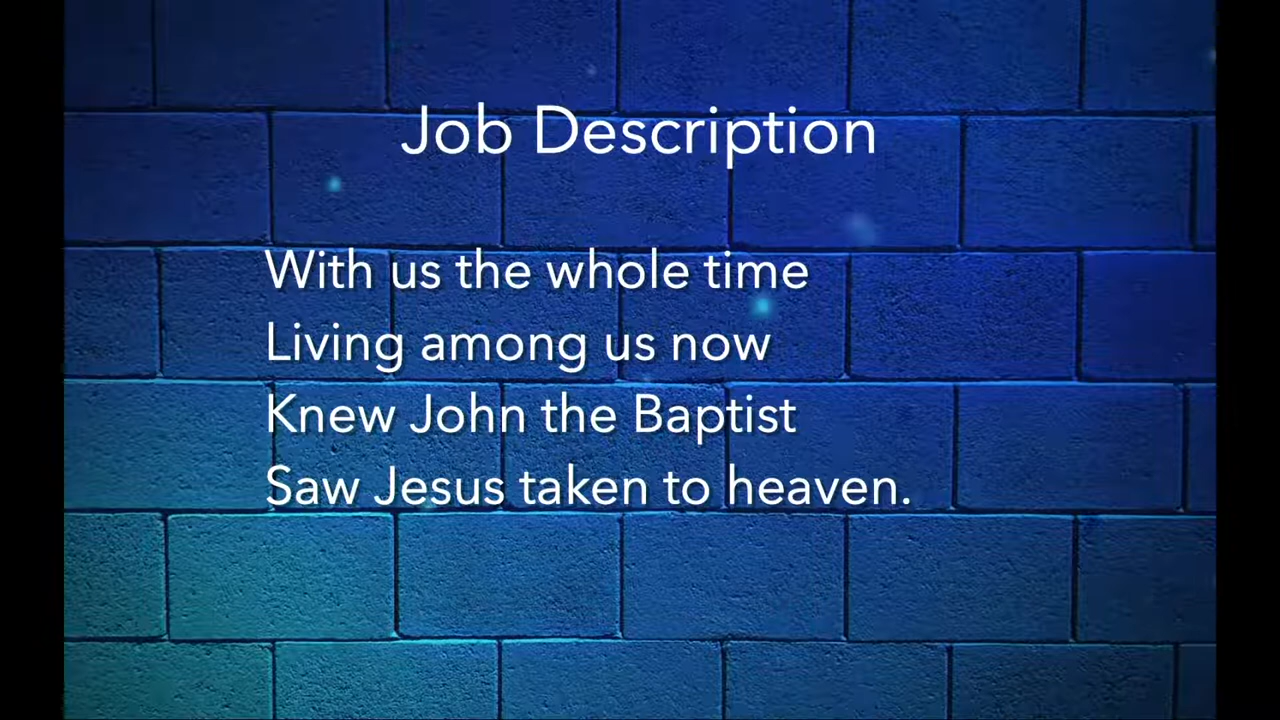 Job Description
With us the whole time
Living among us now
Knew John the Baptist
Saw Jesus taken to heaven.